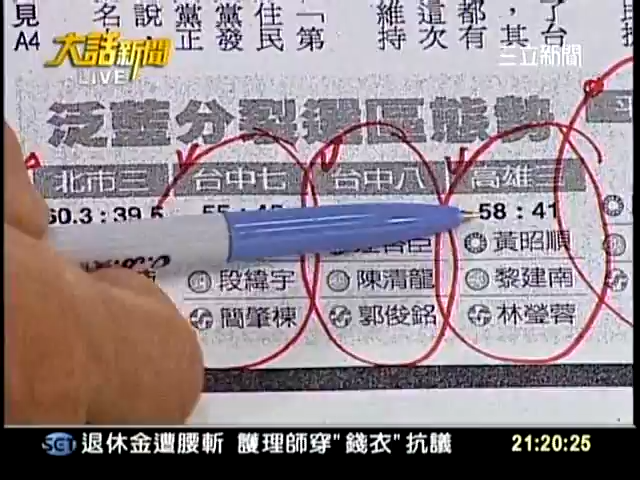 見 名 說 黨 黨 住 「 維 這 都 , 了
A4 正 發 民 第 持 次 有 其 台
大話新聞
LIVE
三立新聞
泛藍分裂選區態勢
北市三 台中七 台中八 高雄三
60.3:39.5 58:41
黃昭順
段緯宇 陳清龍 黎建南
簡肇棟 郭俊銘 林瑩蓉
SET 退休金遭腰斬 護理師穿"錢衣"抗議 21:20:25